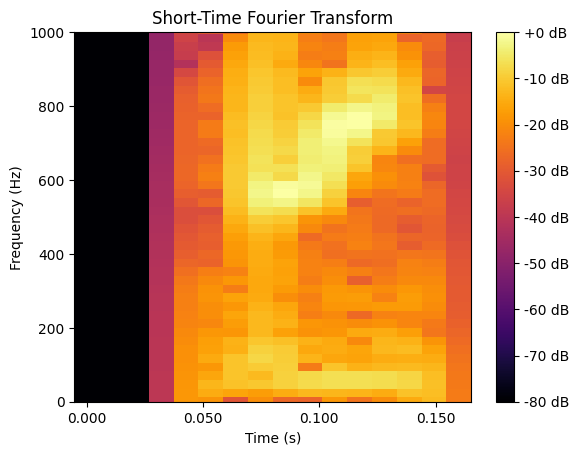 Short-Time Fourier Transform
1000
800
600
400
200
0
Frequency (Hz)
0.000
0.050
0.100
0.150
Time (s)
+0 dB
-10 dB
-20 dB
-30 dB
-40 dB
-50 dB
-60 dB
-70 dB
-80 dB